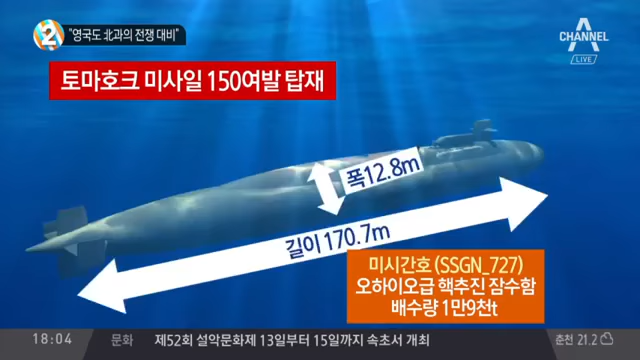 2
"영국도 北과의 전쟁 대비"
CHANNEL A
LIVE
토마호크 미사일 150여발 탑재
폭12.8m
길이 170.7m
미시간호 (SSGN_727)
오하이오급 핵추진 잠수함
배수량 1만9천t
18:04 문화 제52회 설악문화제 13일부터 15일까지 속초서 개최 춘천 21.2